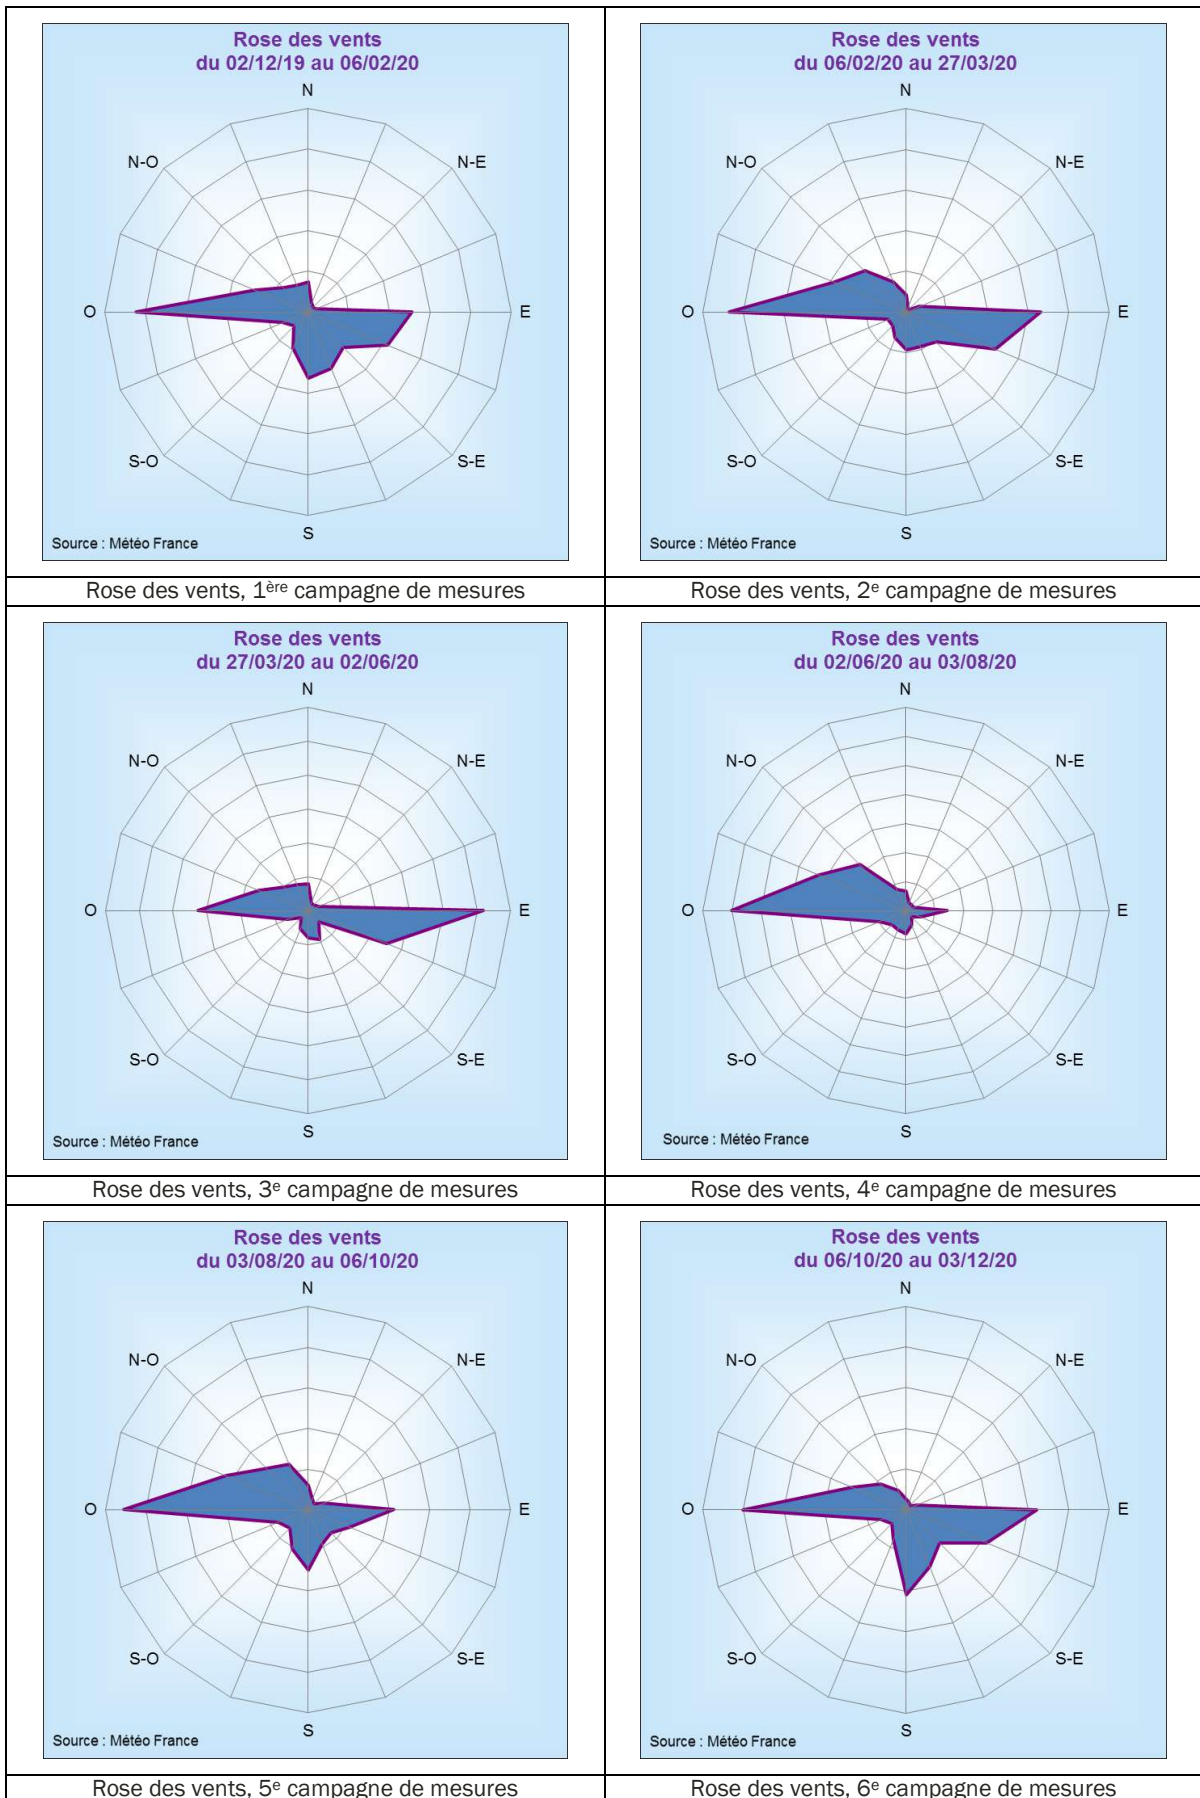 Rose des vents
du 02/12/19 au 06/02/20
N
N-O
N-E
O
E
S-O
S-E
S
Source : Météo France
Rose des vents, 1ère campagne de mesures
Rose des vents
du 06/02/20 au 27/03/20
N
N-O
N-E
O
E
S-O
S-E
S
Source : Météo France
Rose des vents, 2e campagne de mesures
Rose des vents
du 27/03/20 au 02/06/20
N
N-O
N-E
O
E
S-O
S-E
S
Source : Météo France
Rose des vents, 3e campagne de mesures
Rose des vents
du 02/06/20 au 03/08/20
N
N-O
N-E
O
E
S-O
S-E
S
Source : Météo France
Rose des vents, 4e campagne de mesures
Rose des vents
du 03/08/20 au 06/10/20
N
N-O
N-E
O
E
S-O
S-E
S
Source : Météo France
Rose des vents, 5e campagne de mesures
Rose des vents
du 06/10/20 au 03/12/20
N
N-O
N-E
O
E
S-O
S-E
S
Source : Météo France
Rose des vents, 6e campagne de mesures